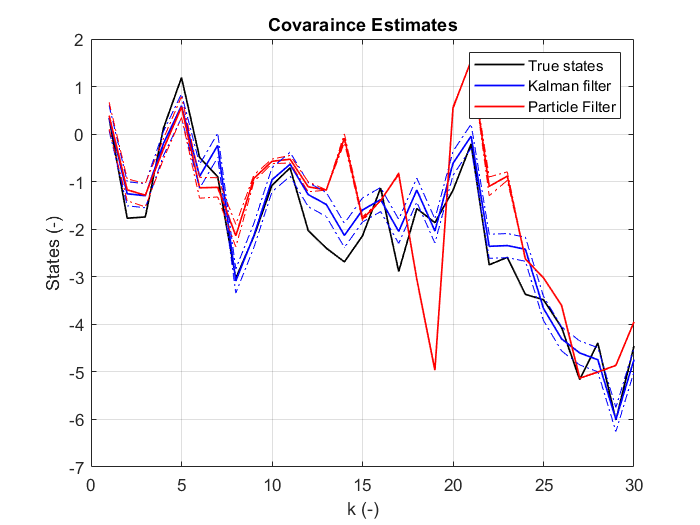 Covaraince Estimates
True states
Kalman filter
Particle Filter
States (-)
2
1
0
-1
-2
-3
-4
-5
-6
-7
0 5 10 15 20 25 30
k (-)